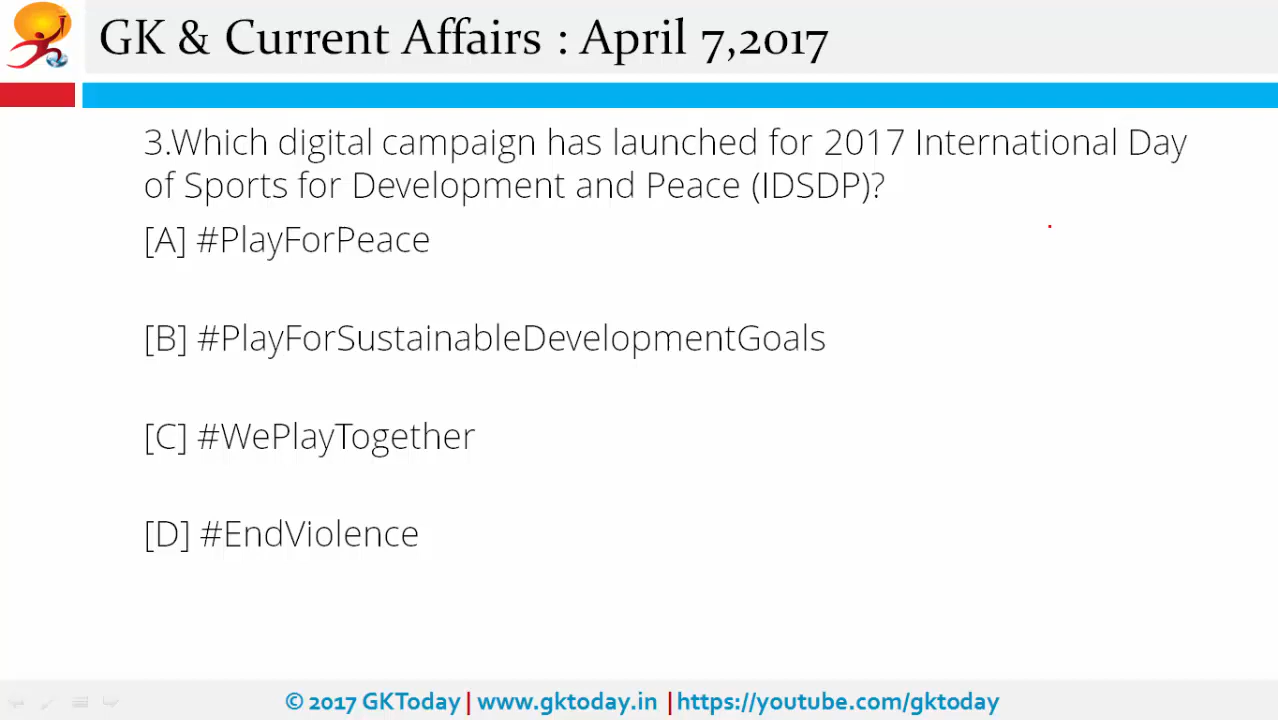 GK & Current Affairs : April 7,2017
3.Which digital campaign has launched for 2017 International Day
of Sports for Development and Peace (IDSDP)?
[A] #PlayForPeace
[B] #PlayForSustainableDevelopmentGoals
[C] #WePlayTogether
[D] #EndViolence
© 2017 GKToday | www.gktoday.in | https://youtube.com/gktoday